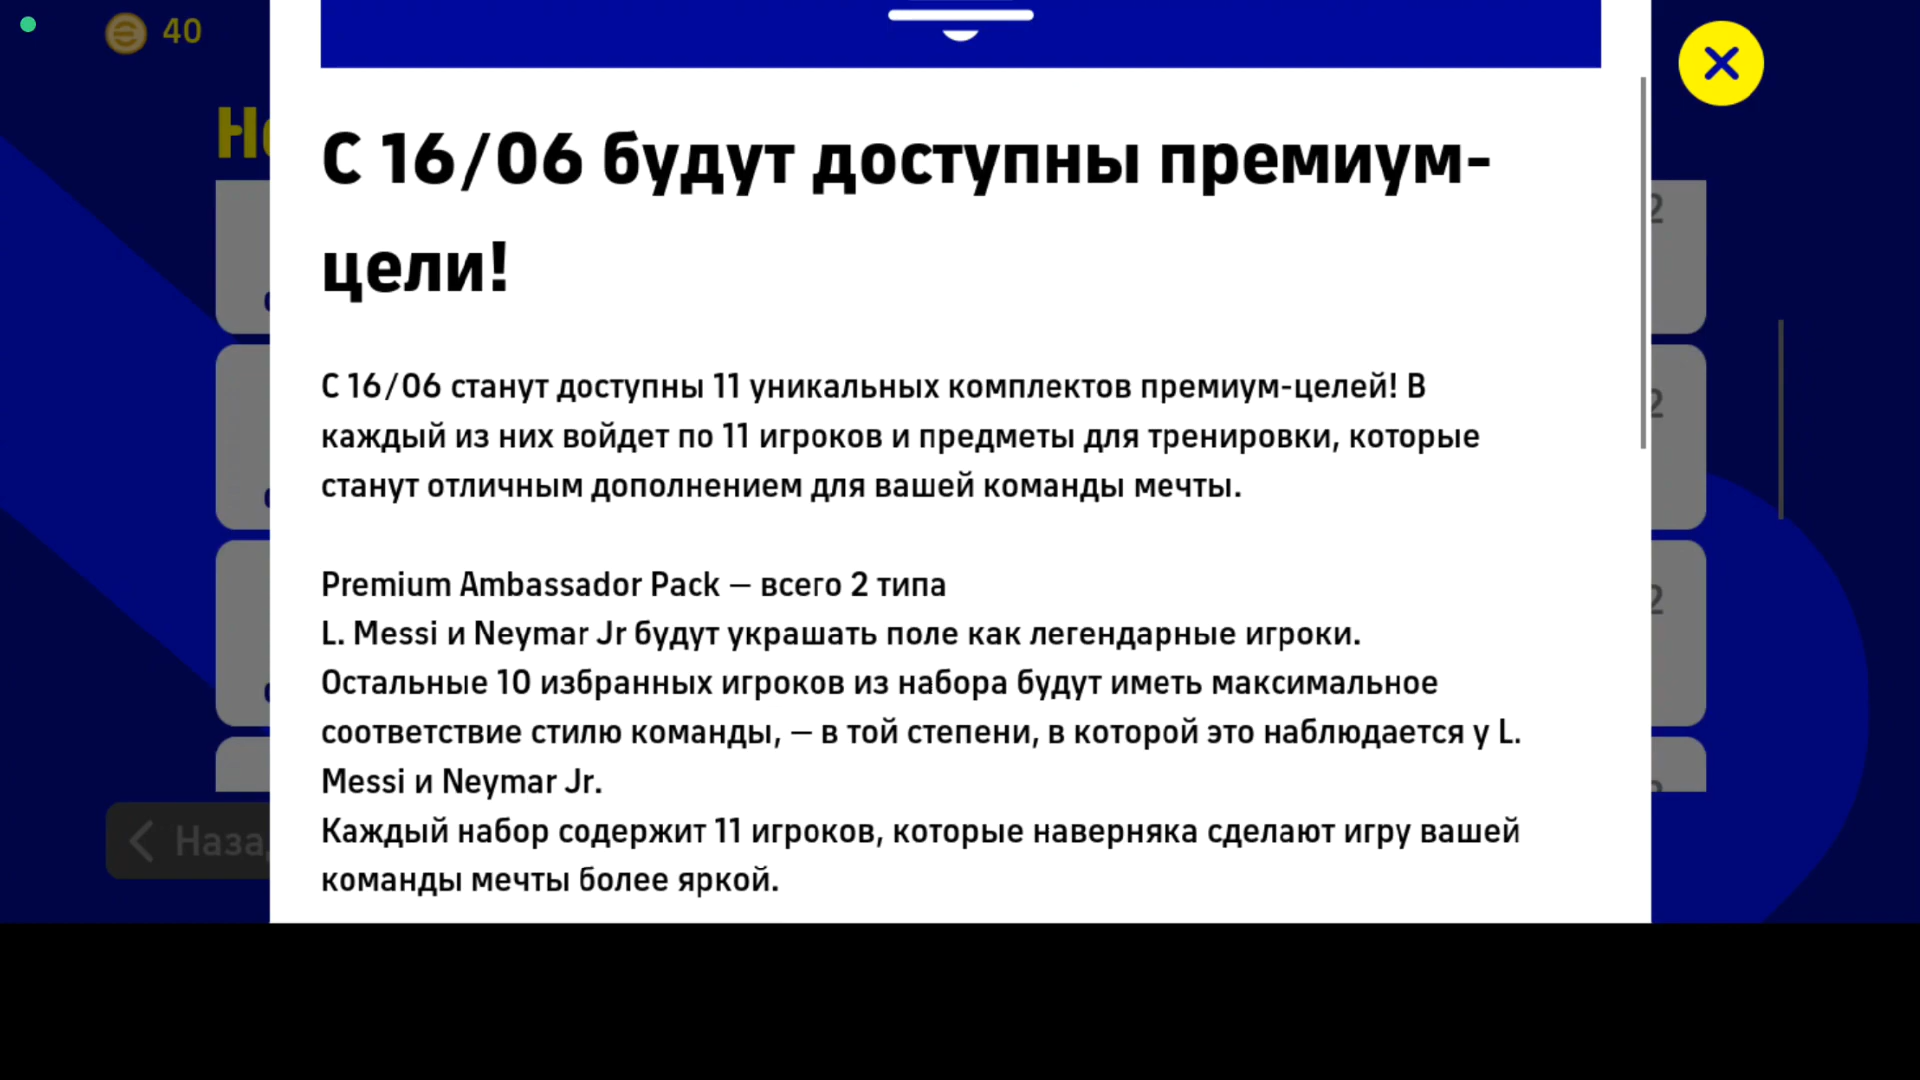 40
С 16/06 будут доступны премиум-
цели!
С 16/06 станут доступны 11 уникальных комплектов премиум-целей! В
каждый из них войдет по 11 игроков и предметы для тренировки, которые
станут отличным дополнением для вашей команды мечты.
Premium Ambassador Pack — всего 2 типа
L. Messi и Neymar Jr будут украшать поле как легендарные игроки.
Остальные 10 избранных игроков из набора будут иметь максимальное
соответствие стилю команды, — в той степени, в которой это наблюдается у L.
Messi и Neymar Jr.
Каждый набор содержит 11 игроков, которые наверняка сделают игру вашей
команды мечты более яркой.